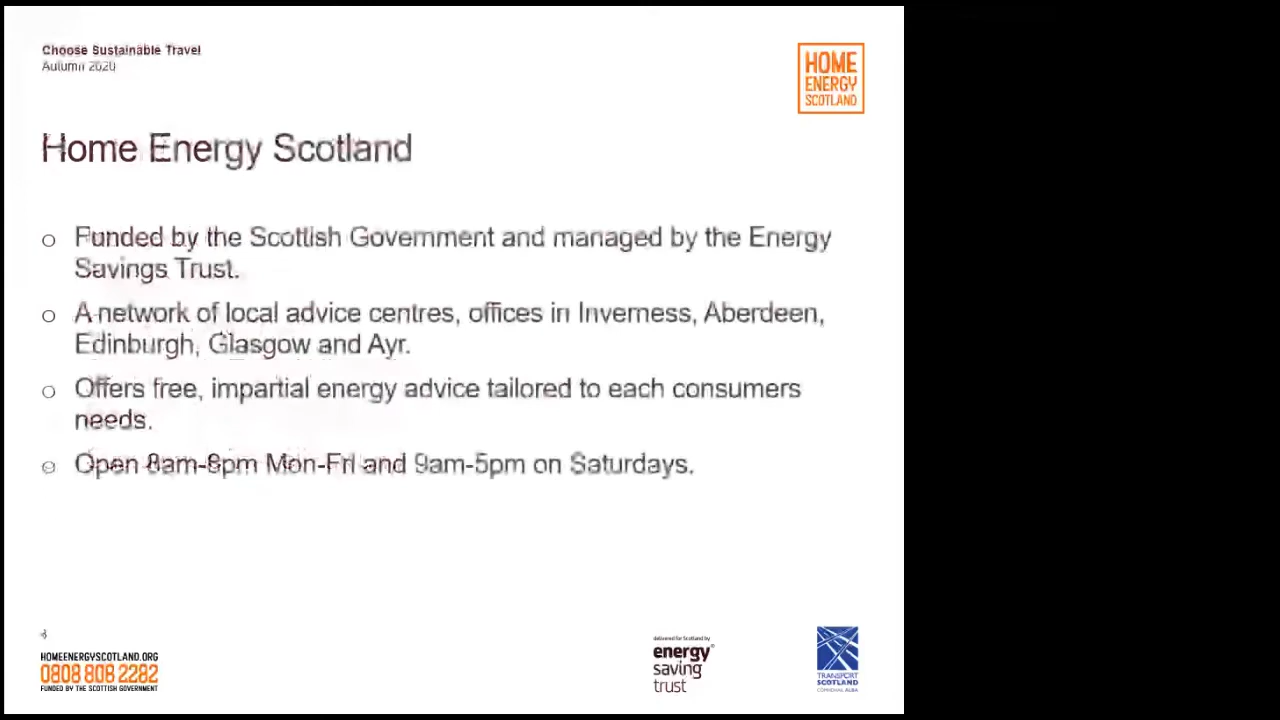 Choose Sustainable Travel
Autumn 2020
HOME
ENERGY
SCOTLAND
Home Energy Scotland
o Funded by the Scottish Government and managed by the Energy
Savings Trust.
o A network of local advice centres, offices in Inverness, Aberdeen,
Edinburgh, Glasgow and Ayr.
o Offers free, impartial energy advice tailored to each consumers
needs.
o Open 8am-8pm Mon-Fri and 9am-5pm on Saturdays.
HOMEENERGYSCOTLAND.ORG
0808 808 2282
FUNDED BY THE SCOTTISH GOVERNMENT
delivered for Scotland by
energy
saving
trust
TRANSPORT
SCOTLAND
CÒMHDHAIL ALBA